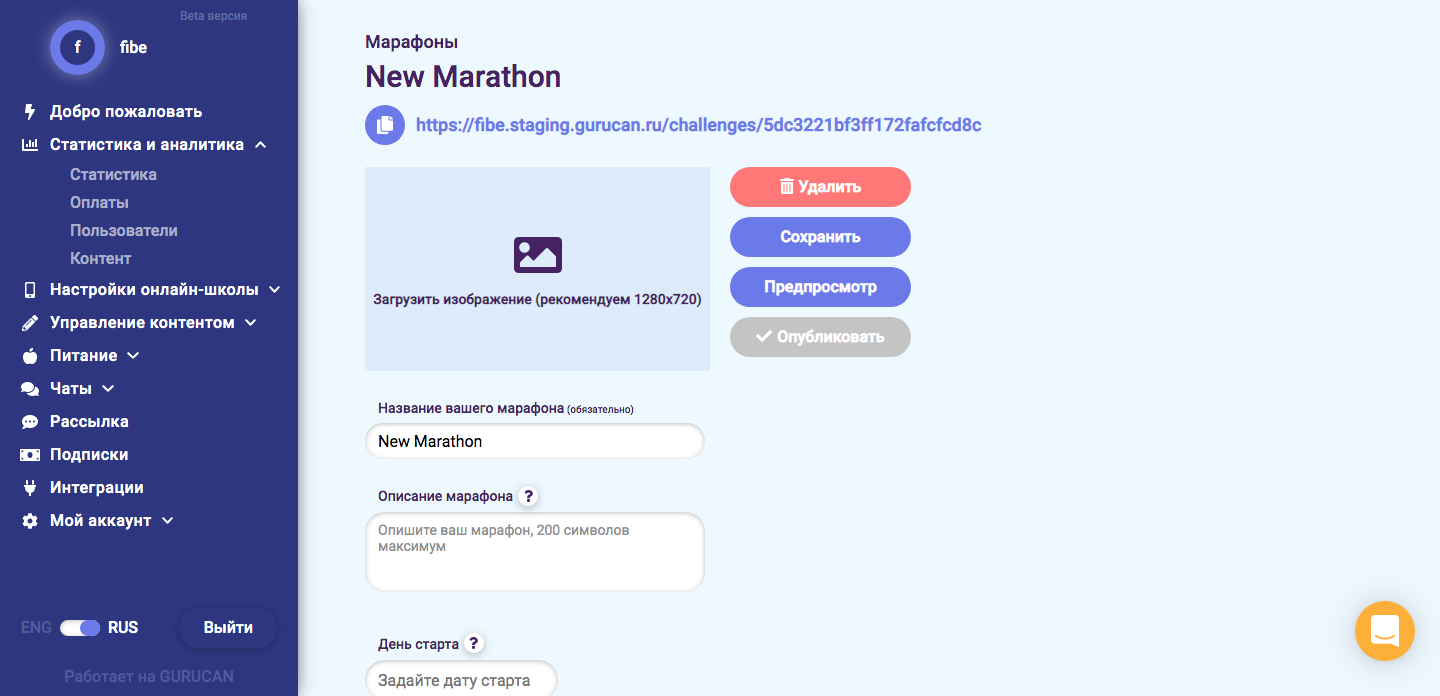 Beta версия
f
fibe
Добро пожаловать
Статистика и аналитика
Статистика
Оплаты
Пользователи
Контент
Настройки онлайн-школы
Управление контентом
Питание
Чаты
Рассылка
Подписки
Интеграции
Мой аккаунт
ENG RUS
Выйти
Работает на GURUCAN
Марафоны
New Marathon
https://fibe.staging.gurucan.ru/challenges/5dc3221bf3ff172fafcfcd8c
Загрузить изображение (рекомендуем 1280x720)
Удалить
Сохранить
Предпросмотр
Опубликовать
Название вашего марафона (обязательно)
New Marathon
Описание марафона ?
Опишите ваш марафон, 200 символов
максимум
День старта ?
Задайте дату старта